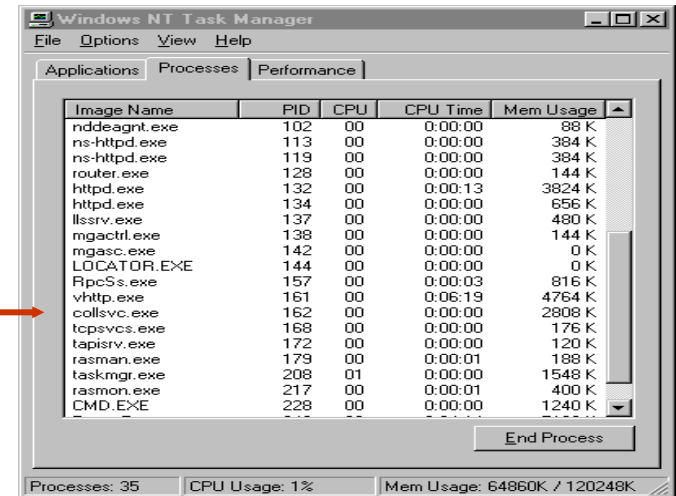 Windows NT Task Manager
File Options View Help
Applications Processes Performance
Image Name PID CPU CPU Time Mem Usage
nddeagnt.exe 102 00 0:00:00 88 K
ns-httpd.exe 113 00 0:00:00 384 K
ns-httpd.exe 119 00 0:00:00 384 K
router.exe 128 00 0:00:00 144 K
httpd.exe 132 00 0:00:13 3824 K
httpd.exe 134 00 0:00:00 656 K
llssrv.exe 137 00 0:00:00 480 K
mgactrl.exe 138 00 0:00:00 144 K
mgasc.exe 142 00 0:00:00 0 K
LOCATOR.EXE 144 00 0:00:00 0 K
RpcSs.exe 157 00 0:00:03 816 K
vhttp.exe 161 00 0:06:19 4764 K
collsvc.exe 162 00 0:00:00 2808 K
tcpsvcs.exe 168 00 0:00:00 176 K
tapisrv.exe 172 00 0:00:00 120 K
rasman.exe 179 00 0:00:01 188 K
taskmgr.exe 208 01 0:00:00 1548 K
rasmon.exe 217 00 0:00:01 400 K
CMD.EXE 228 00 0:00:00 1240 K
End Process
Processes: 35 CPU Usage: 1% Mem Usage: 64860K / 120248K